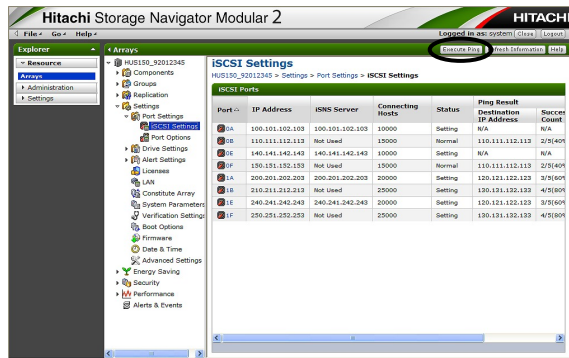 Hitachi Storage Navigator Modular 2
HITACHI
File Go Help
Logged in as: system Close Logout
Explorer
Arrays
Execute Ping Refresh Information Help
Resource
Arrays
Administration
Settings
HUS150_92012345
Components
Groups
Replication
Settings
Port Settings
iSCSI Settings
Port Options
Drive Settings
Alert Settings
Licenses
LAN
Constitute Array
System Parameters
Verification Settings
Boot Options
Firmware
Date & Time
Advanced Settings
Energy Saving
Security
Performance
Alerts & Events
iSCSI Settings
HUS150_92012345 > Settings > Port Settings > iSCSI Settings
iSCSI Ports
Port IP Address iSNS Server Connecting Hosts Status Ping Result
Destination IP Address Succes Count
0A 100.101.102.103 100.101.102.103 10000 Setting N/A N/A
0B 110.111.112.113 Not Used 15000 Normal 110.111.112.113 2/5(40%
0E 140.141.142.143 140.141.142.143 10000 Setting N/A N/A
0F 150.151.152.153 Not Used 15000 Normal 110.111.112.113 2/5(40%
1A 200.201.202.203 200.201.202.203 20000 Setting 120.121.122.123 3/5(60%
1B 210.211.212.213 Not Used 25000 Setting 130.131.132.133 4/5(80%
1E 240.241.242.243 240.241.242.243 20000 Setting 120.121.122.123 3/5(60%
1F 250.251.252.253 Not Used 25000 Setting 130.131.132.133 4/5(80%